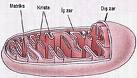 Matriks
Krista
İç zar
Dış zar